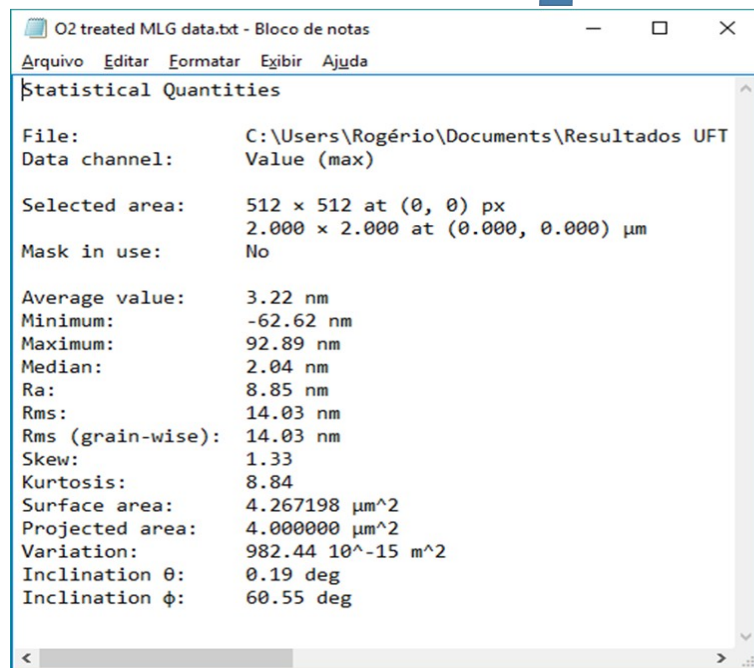 O2 treated MLG data.txt - Bloco de notas
Arquivo Editar Formatar Exibir Ajuda
Statistical Quantities
File: C:\Users\Rogério\Documents\Resultados UFT
Data channel: Value (max)
Selected area: 512 × 512 at (0, 0) px
2.000 × 2.000 at (0.000, 0.000) µm
Mask in use: No
Average value: 3.22 nm
Minimum: -62.62 nm
Maximum: 92.89 nm
Median: 2.04 nm
Ra: 8.85 nm
Rms: 14.03 nm
Rms (grain-wise): 14.03 nm
Skew: 1.33
Kurtosis: 8.84
Surface area: 4.267198 µm^2
Projected area: 4.000000 µm^2
Variation: 982.44 10^-15 m^2
Inclination θ: 0.19 deg
Inclination ϕ: 60.55 deg